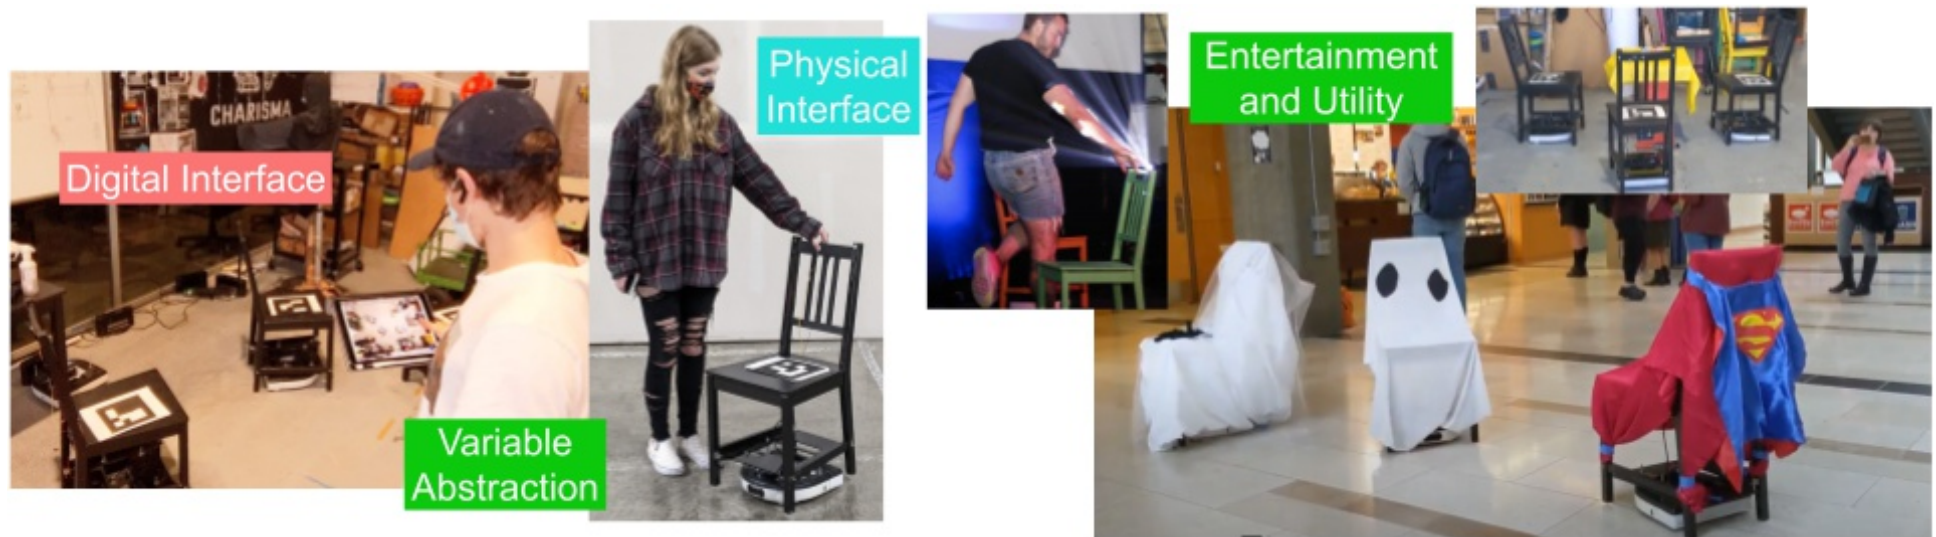 CHARISMA
Digital Interface
Variable
Abstraction
Physical
Interface
Entertainment
and Utility